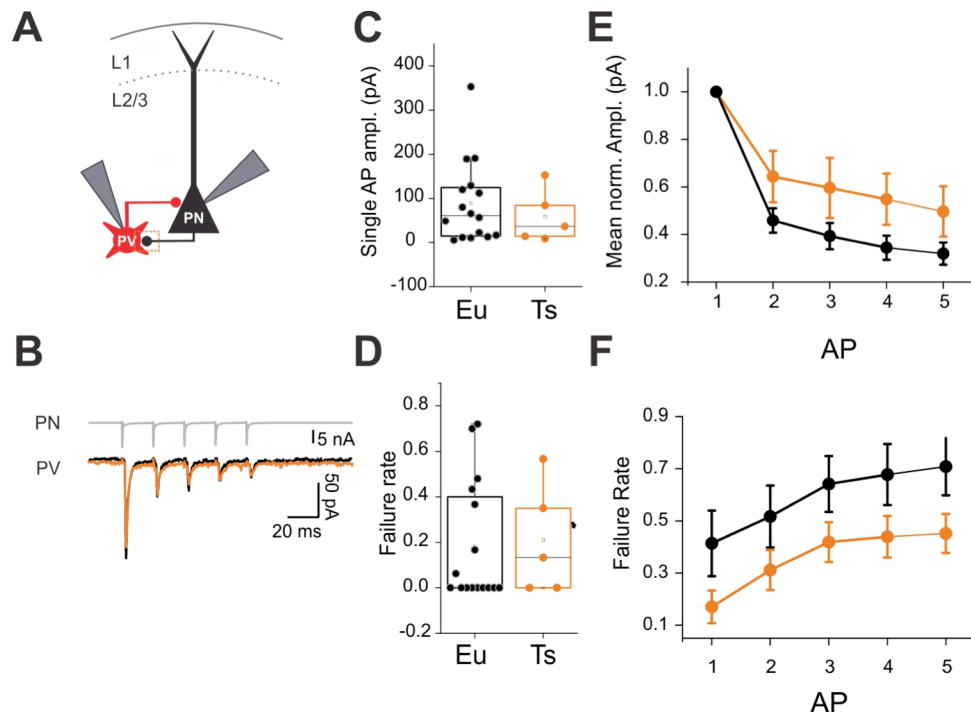 A
L1
L2/3
PN
PV
B
PN
5 nA
PV
50 pA
20 ms
C
Single AP ampl. (pA)
400
300
200
100
0
-100
Eu
Ts
D
Failure rate
0.8
0.6
0.4
0.2
0.0
-0.2
Eu
Ts
E
Mean norm. Ampl. (pA)
1.0
0.8
0.6
0.4
0.2
1
2
3
4
5
AP
F
Failure Rate
0.9
0.7
0.5
0.3
0.1
1
2
3
4
5
AP